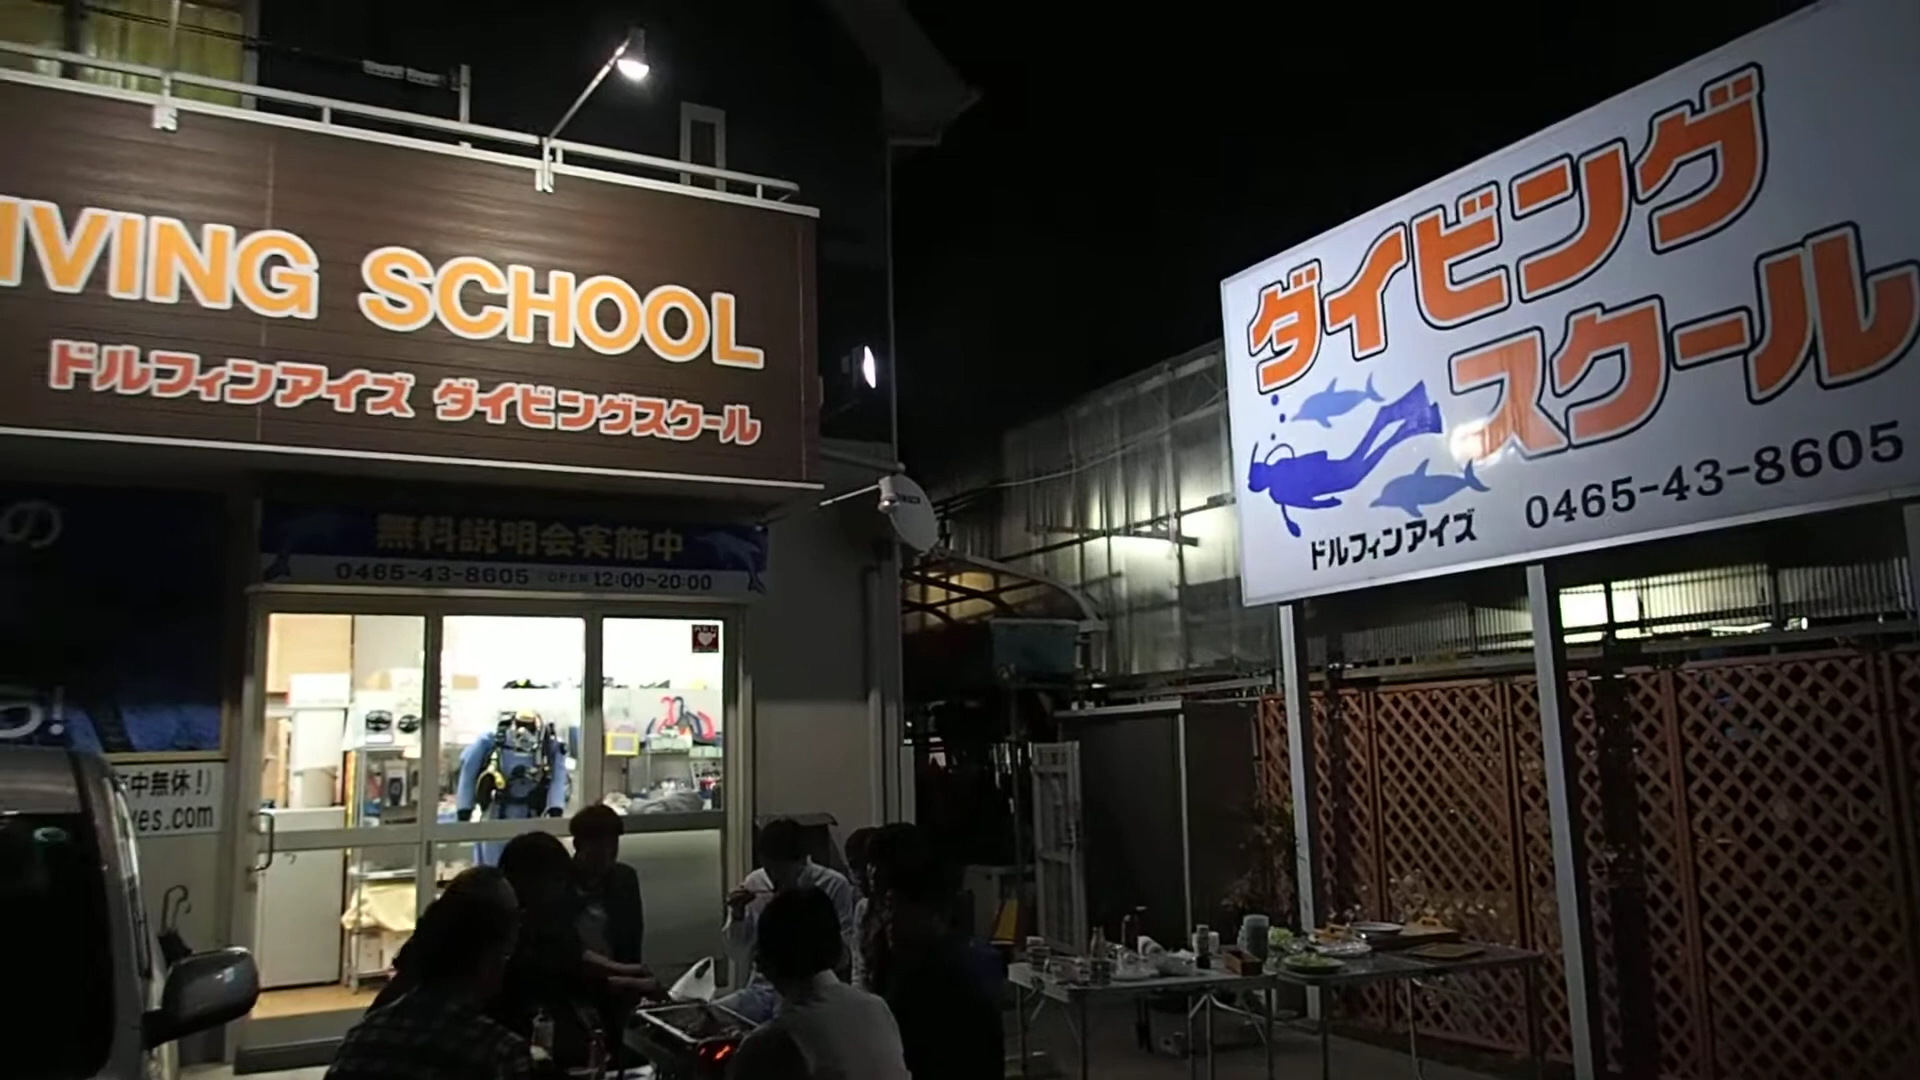 IVING SCHOOL
ドルフィンアイズ ダイビングスクール
無料説明会実施中
0465-43-8605 OPEN 12:00~20:00
の
う!
中無休!)
yes.com
ダイビング
スクール
0465-43-8605
ドルフィンアイズ